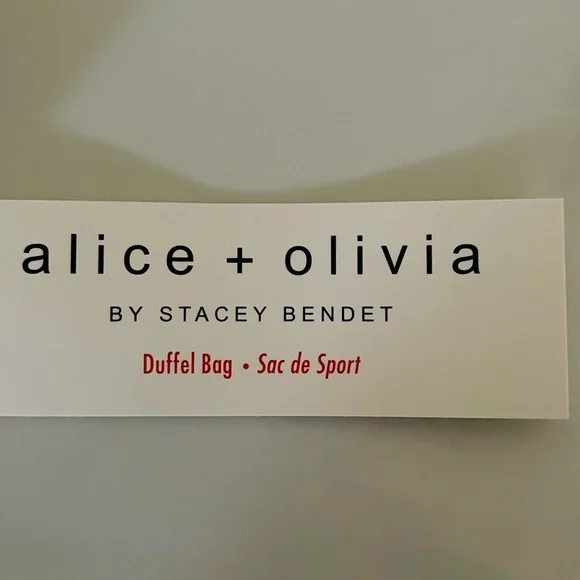 alice + olivia
BY STACEY BENDET
Duffel Bag • Sac de Sport